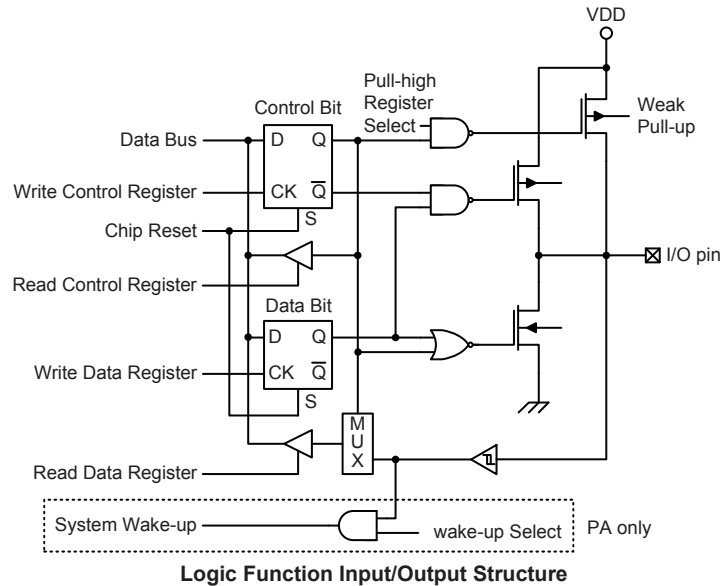 VDD
Pull-high
Register
Select
Control Bit
Weak
Pull-up
Data Bus
D
Q
Write Control Register
CK
Q
S
Chip Reset
I/O pin
Read Control Register
Data Bit
D
Q
Write Data Register
CK
Q
S
M
U
X
Read Data Register
System Wake-up
wake-up Select
PA only
Logic Function Input/Output Structure